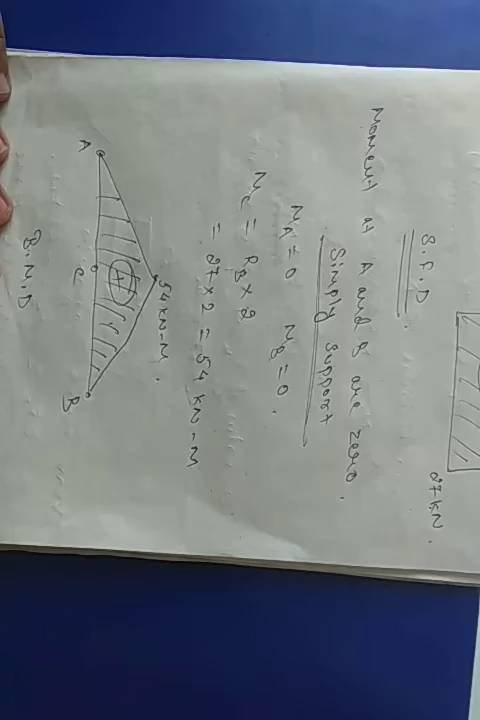 27 KN.
S.F.D.
Moment at A and B are zero.
Simply support
MA = 0 MB = 0.
Mc = RB × 2
= 27 × 2 = 54 KN-M
54 KN-M.
A
C
B
B.M.D